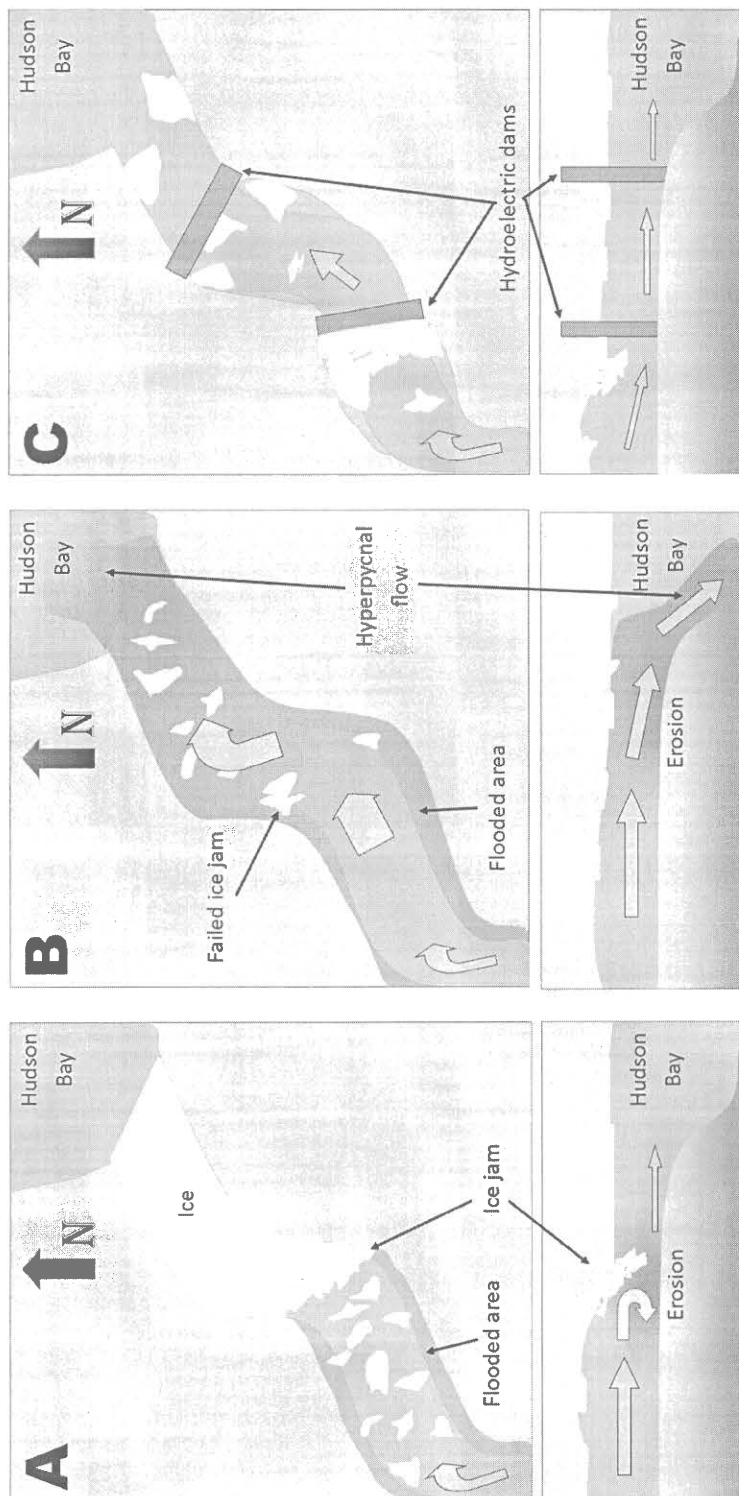 A
N
Hudson
Bay
Ice
Flooded area
Ice jam
Hudson
Bay
Erosion
B
N
Hudson
Bay
Failed ice jam
Hyperpycnal
flow
Flooded area
Hudson
Bay
Erosion
C
N
Hudson
Bay
Hydroelectric dams
Hudson
Bay